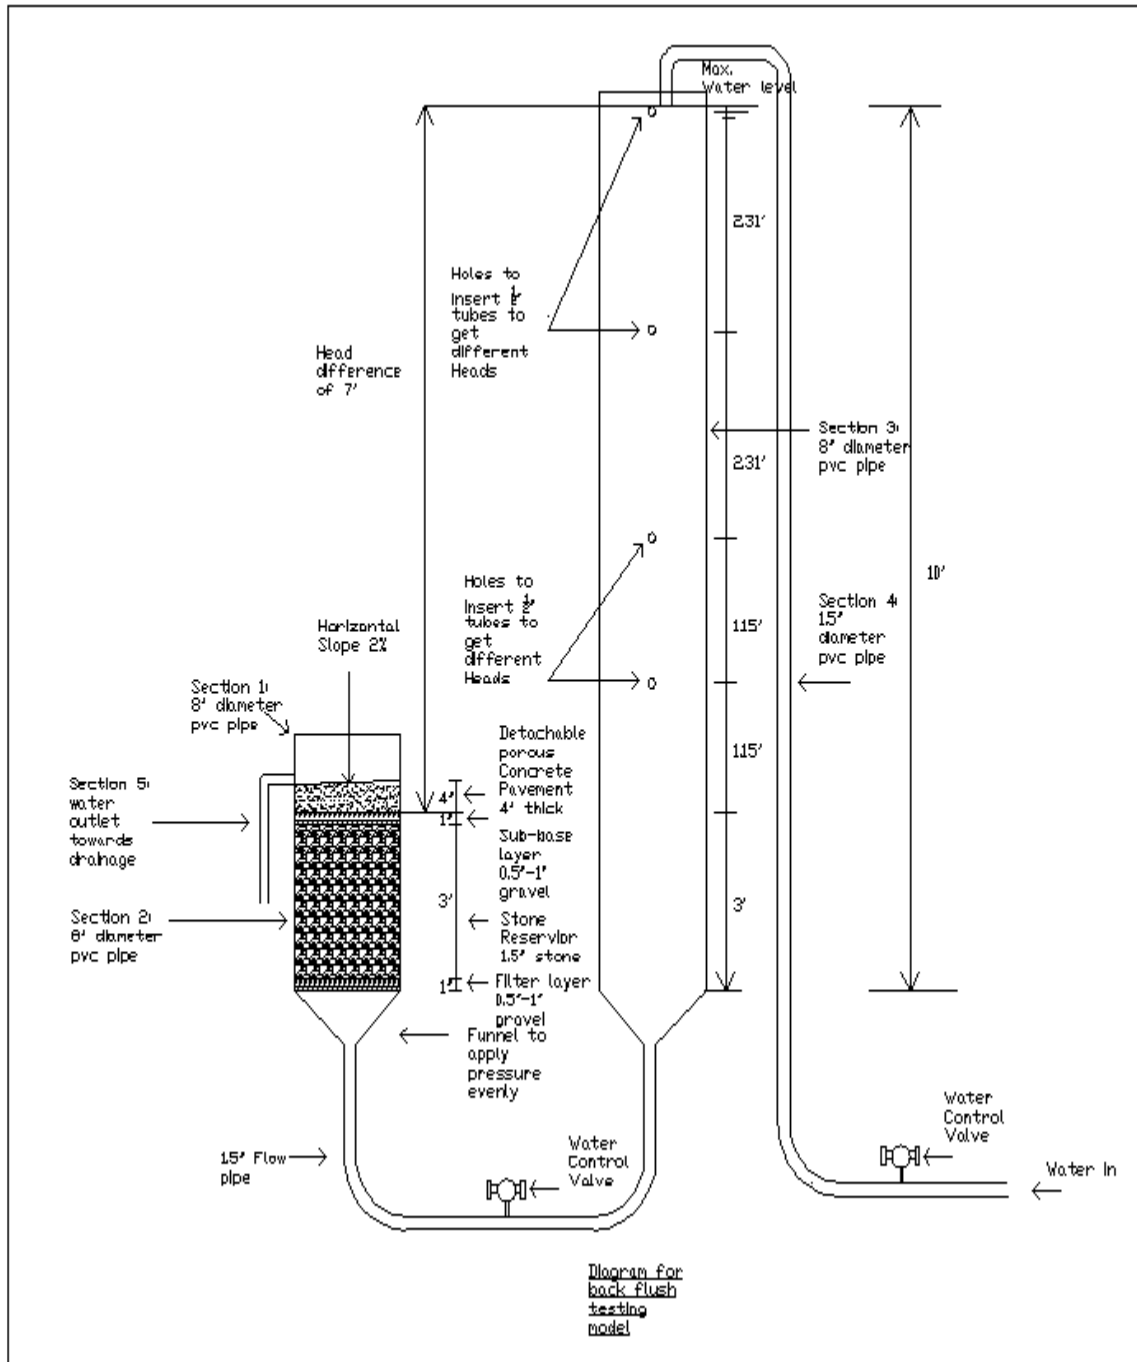 Max.
Water level
2.31'
Holes to
Insert ½"
tubes to
get
different
Heads
Head
difference
of 7'
Section 3:
8" diameter
pvc pipe
2.31'
10'
Holes to
Insert ½"
tubes to
get
different
Heads
Section 4:
1.5"
diameter
pvc pipe
1.15'
Horizontal
Slope 2%
Section 1:
8" diameter
pvc pipe
Detachable
porous
Concrete
Pavement
4" thick
1.15'
4"
1"
Section 5:
water
outlet
towards
drainage
Sub-base
layer
0.5"-1"
gravel
3'
3'
Section 2:
8" diameter
pvc pipe
Stone
Reservior
1.5" stone
1"
Filter layer
0.5"-1"
gravel
Funnel to
apply
pressure
evenly
Water
Control
Valve
1.5" Flow
pipe
Water
Control
Valve
Water In
Diagram for
back flush
testing
model